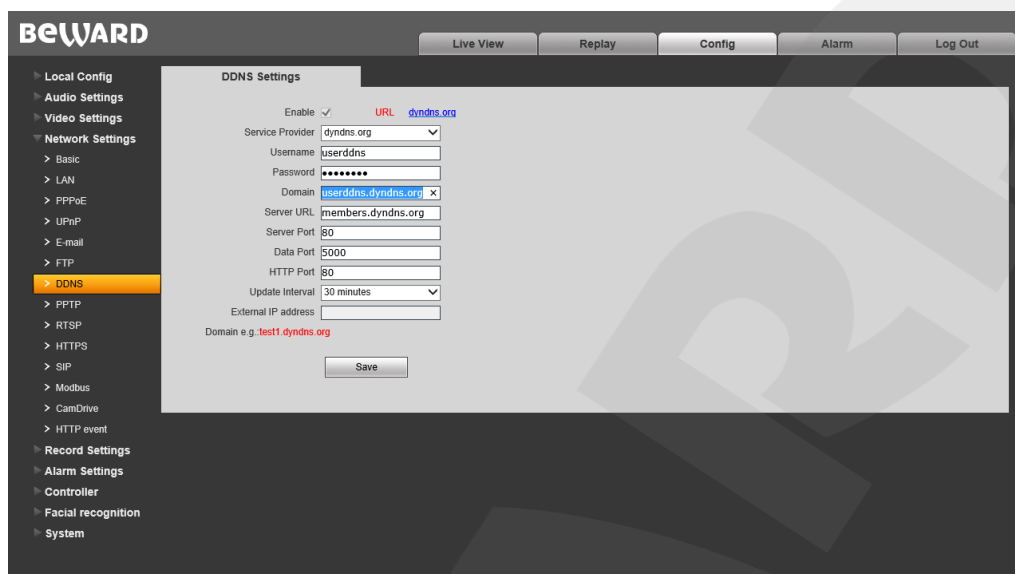 BEWARD
Live View
Replay
Config
Alarm
Log Out
Local Config
Audio Settings
Video Settings
Network Settings
> Basic
> LAN
> PPPoE
> UPnP
> E-mail
> FTP
> DDNS
> PPTP
> RTSP
> HTTPS
> SIP
> Modbus
> CamDrive
> HTTP event
Record Settings
Alarm Settings
Controller
Facial recognition
System
DDNS Settings
Enable URL dyndns.org
Service Provider dyndns.org
Username userddns
Password ●●●●●●●●
Domain userddns.dyndns.org ×
Server URL members.dyndns.org
Server Port 80
Data Port 5000
HTTP Port 80
Update Interval 30 minutes
External IP address
Domain e.g.:test1.dyndns.org
Save